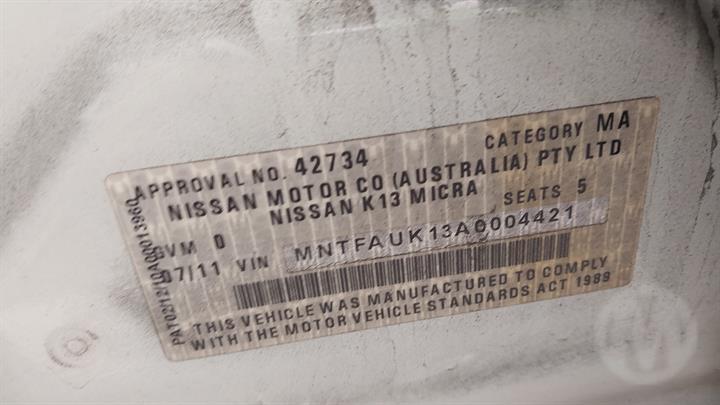 APPROVAL NO. 42734 CATEGORY MA
NISSAN MOTOR CO (AUSTRALIA) PTY LTD
NISSAN K13 MICRA SEATS 5
GVM 0
07/11 VIN MNTFAUK13A0004421
THIS VEHICLE WAS MANUFACTURED TO COMPLY
WITH THE MOTOR VEHICLE STANDARDS ACT 1989
M